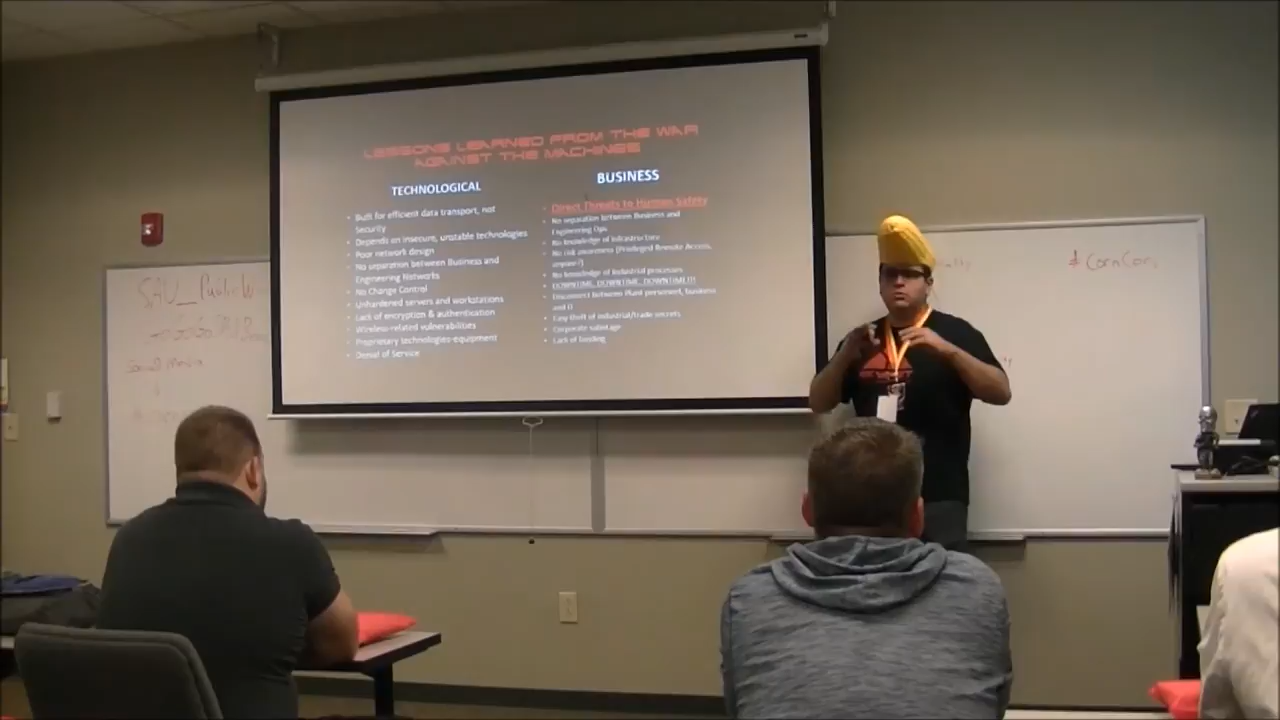 LESSONS LEARNED FROM THE WAR
AGAINST THE MACHINES
TECHNOLOGICAL
Built for efficient data transport, not
Security
Depends on insecure, unstable technologies
Poor network design
No separation between Business and
Engineering Networks
No Change Control
Unhardened servers and workstations
Lack of encryption & authentication
Wireless-related vulnerabilities
Proprietary technologies-equipment
Denial of Service
BUSINESS
Direct Threats to Human Safety
No separation between Business and
Engineering Ops
No knowledge of Infrastructure
No risk awareness (Privileged Remote Access,
anyone?)
No knowledge of industrial processes
DOWNTIME, DOWNTIME, DOWNTIME!!!
Disconnect between Plant personnel, business
and IT
Easy theft of industrial/trade secrets
Corporate sabotage
Lack of funding
SAU_PublicW
Social Media
# CornCon